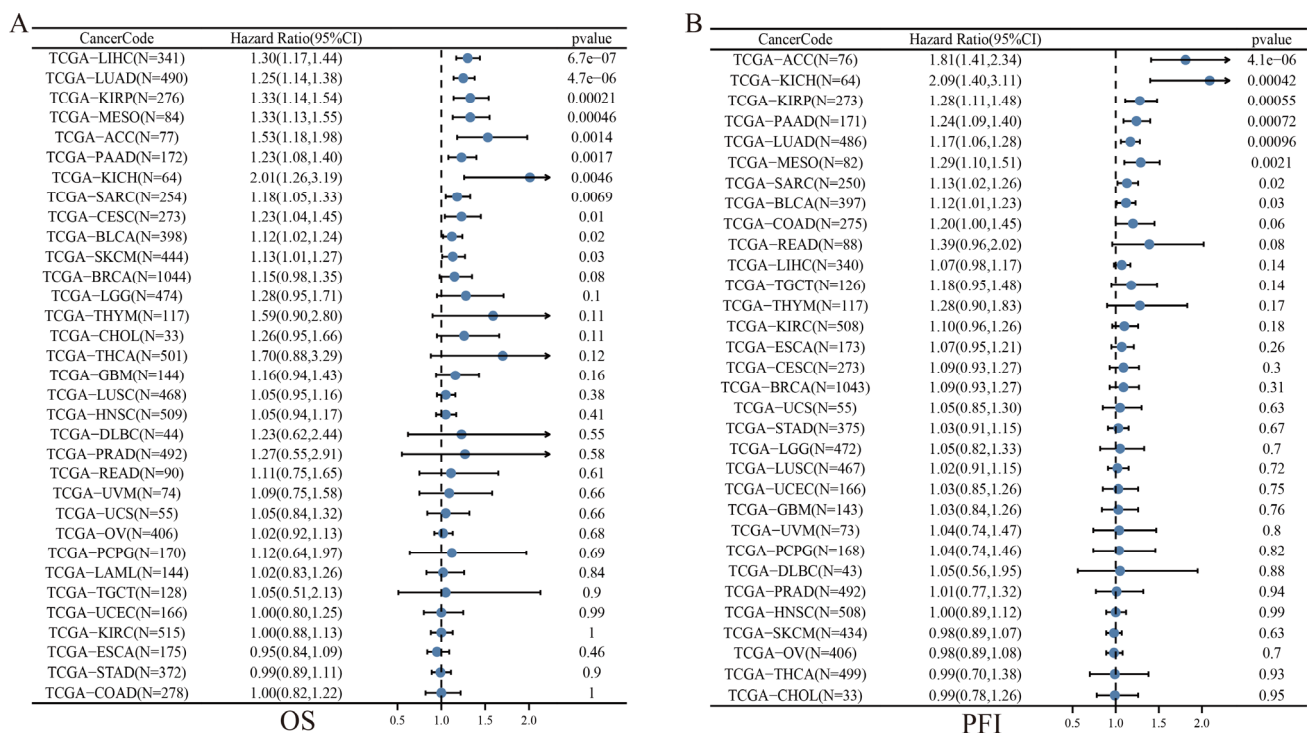 A
CancerCode Hazard Ratio(95%CI) pvalue
TCGA−LIHC(N=341) 1.30(1.17,1.44) 6.7e−07
TCGA−LUAD(N=490) 1.25(1.14,1.38) 4.7e−06
TCGA−KIRP(N=276) 1.33(1.14,1.54) 0.00021
TCGA−MESO(N=84) 1.33(1.13,1.55) 0.00046
TCGA−ACC(N=77) 1.53(1.18,1.98) 0.0014
TCGA−PAAD(N=172) 1.23(1.08,1.40) 0.0017
TCGA−KICH(N=64) 2.01(1.26,3.19) 0.0046
TCGA−SARC(N=254) 1.18(1.05,1.33) 0.0069
TCGA−CESC(N=273) 1.23(1.04,1.45) 0.01
TCGA−BLCA(N=398) 1.12(1.02,1.24) 0.02
TCGA−SKCM(N=444) 1.13(1.01,1.27) 0.03
TCGA−BRCA(N=1044) 1.15(0.98,1.35) 0.08
TCGA−LGG(N=474) 1.28(0.95,1.71) 0.1
TCGA−THYM(N=117) 1.59(0.90,2.80) 0.11
TCGA−CHOL(N=33) 1.26(0.95,1.66) 0.11
TCGA−THCA(N=501) 1.70(0.88,3.29) 0.12
TCGA−GBM(N=144) 1.16(0.94,1.43) 0.16
TCGA−LUSC(N=468) 1.05(0.95,1.16) 0.38
TCGA−HNSC(N=509) 1.05(0.94,1.17) 0.41
TCGA−DLBC(N=44) 1.23(0.62,2.44) 0.55
TCGA−PRAD(N=492) 1.27(0.55,2.91) 0.58
TCGA−READ(N=90) 1.11(0.75,1.65) 0.61
TCGA−UVM(N=74) 1.09(0.75,1.58) 0.66
TCGA−UCS(N=55) 1.05(0.84,1.32) 0.66
TCGA−OV(N=406) 1.02(0.92,1.13) 0.68
TCGA−PCPG(N=170) 1.12(0.64,1.97) 0.69
TCGA−LAML(N=144) 1.02(0.83,1.26) 0.84
TCGA−TGCT(N=128) 1.05(0.51,2.13) 0.9
TCGA−UCEC(N=166) 1.00(0.80,1.25) 0.99
TCGA−KIRC(N=515) 1.00(0.88,1.13) 1
TCGA−ESCA(N=175) 0.95(0.84,1.09) 0.46
TCGA−STAD(N=372) 0.99(0.89,1.11) 0.9
TCGA−COAD(N=278) 1.00(0.82,1.22) 1
0.5 1.0 1.5 2.0
OS
B
CancerCode Hazard Ratio(95%CI) pvalue
TCGA−ACC(N=76) 1.81(1.41,2.34) 4.1e−06
TCGA−KICH(N=64) 2.09(1.40,3.11) 0.00042
TCGA−KIRP(N=273) 1.28(1.11,1.48) 0.00055
TCGA−PAAD(N=171) 1.24(1.09,1.40) 0.00072
TCGA−LUAD(N=486) 1.17(1.06,1.28) 0.00096
TCGA−MESO(N=82) 1.29(1.10,1.51) 0.0021
TCGA−SARC(N=250) 1.13(1.02,1.26) 0.02
TCGA−BLCA(N=397) 1.12(1.01,1.23) 0.03
TCGA−COAD(N=275) 1.20(1.00,1.45) 0.06
TCGA−READ(N=88) 1.39(0.96,2.02) 0.08
TCGA−LIHC(N=340) 1.07(0.98,1.17) 0.14
TCGA−TGCT(N=126) 1.18(0.95,1.48) 0.14
TCGA−THYM(N=117) 1.28(0.90,1.83) 0.17
TCGA−KIRC(N=508) 1.10(0.96,1.26) 0.18
TCGA−ESCA(N=173) 1.07(0.95,1.21) 0.26
TCGA−CESC(N=273) 1.09(0.93,1.27) 0.3
TCGA−BRCA(N=1043) 1.09(0.93,1.27) 0.31
TCGA−UCS(N=55) 1.05(0.85,1.30) 0.63
TCGA−STAD(N=375) 1.03(0.91,1.15) 0.67
TCGA−LGG(N=472) 1.05(0.82,1.33) 0.7
TCGA−LUSC(N=467) 1.02(0.91,1.15) 0.72
TCGA−UCEC(N=166) 1.03(0.85,1.26) 0.75
TCGA−GBM(N=143) 1.03(0.84,1.26) 0.76
TCGA−UVM(N=73) 1.04(0.74,1.47) 0.8
TCGA−PCPG(N=168) 1.04(0.74,1.46) 0.82
TCGA−DLBC(N=43) 1.05(0.56,1.95) 0.88
TCGA−PRAD(N=492) 1.01(0.77,1.32) 0.94
TCGA−HNSC(N=508) 1.00(0.89,1.12) 0.99
TCGA−SKCM(N=434) 0.98(0.89,1.07) 0.63
TCGA−OV(N=406) 0.98(0.89,1.08) 0.7
TCGA−THCA(N=499) 0.99(0.70,1.38) 0.93
TCGA−CHOL(N=33) 0.99(0.78,1.26) 0.95
0.5 1.0 1.5 2.0
PFI